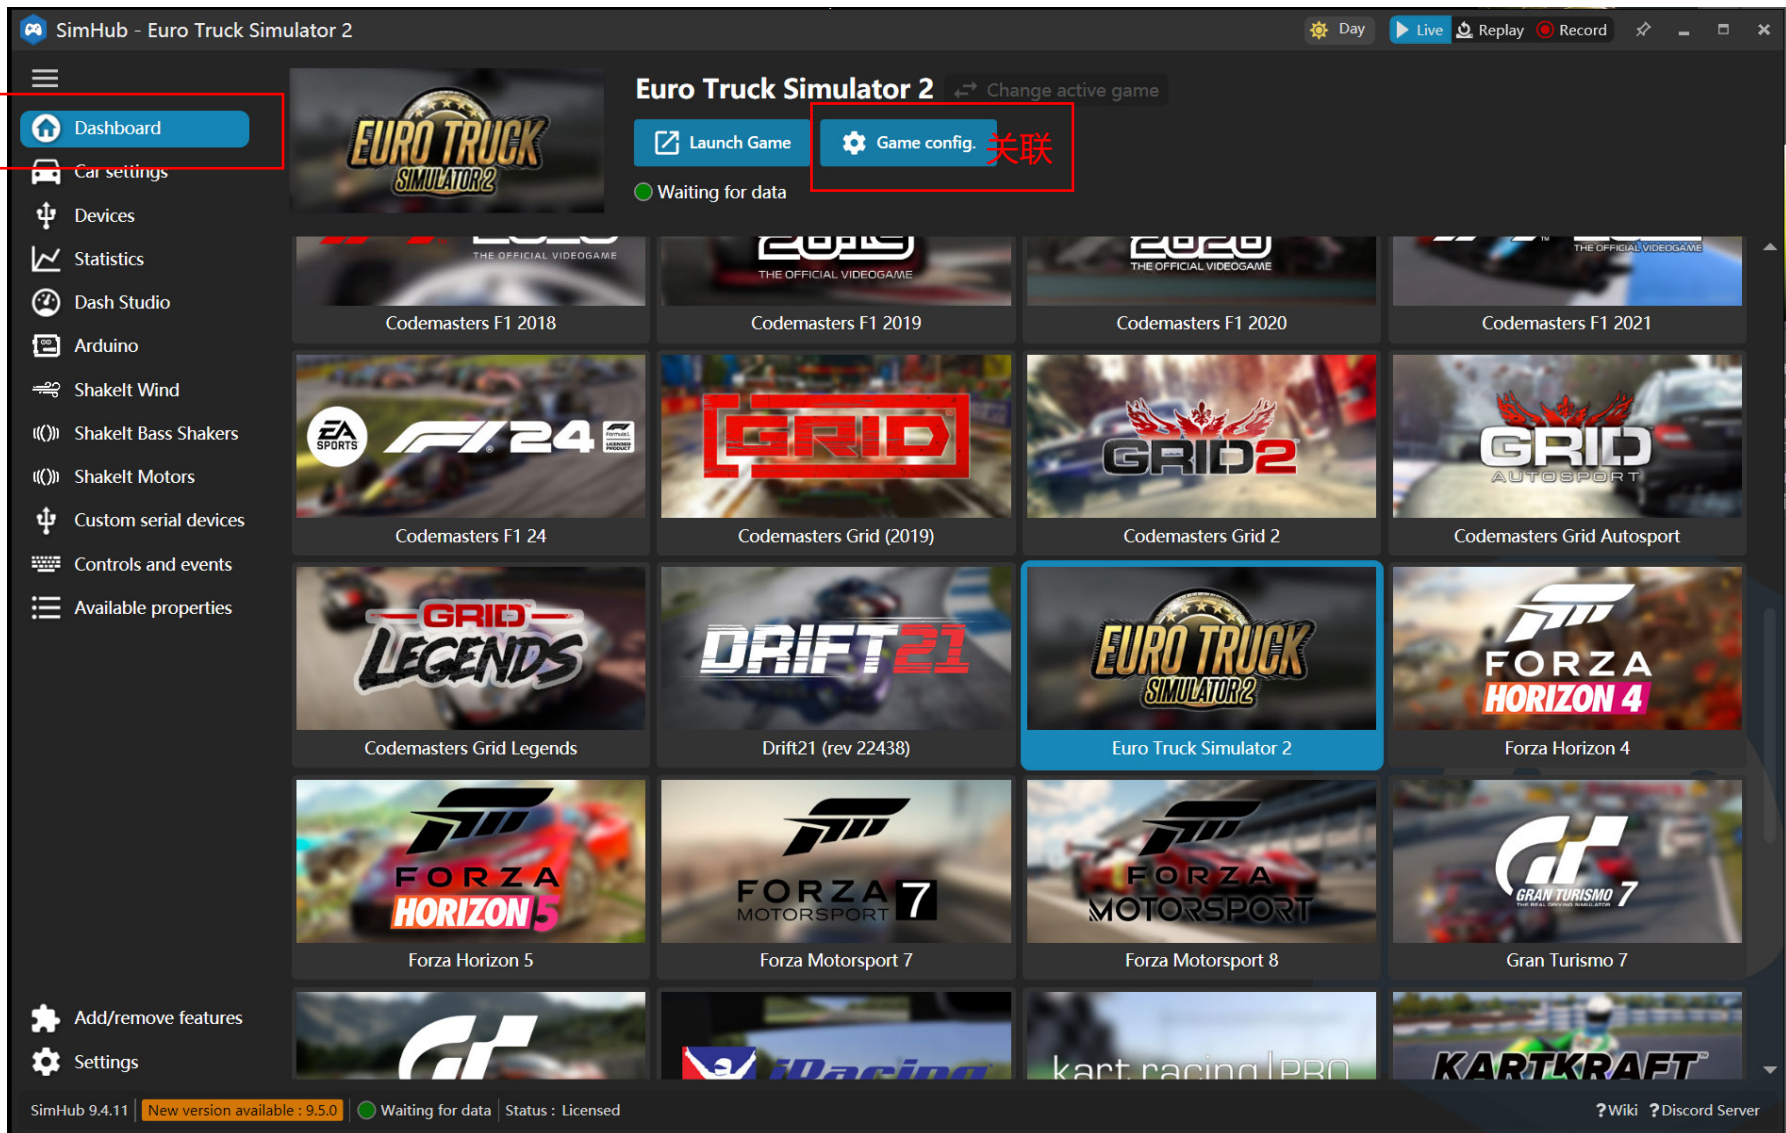 SimHub - Euro Truck Simulator 2
Day
Live
Replay
Record
Dashboard
Car settings
Devices
Statistics
Dash Studio
Arduino
ShakeIt Wind
ShakeIt Bass Shakers
ShakeIt Motors
Custom serial devices
Controls and events
Available properties
Add/remove features
Settings
EURO TRUCK
SIMULATOR 2
Euro Truck Simulator 2
Change active game
Launch Game
Game config.
关联
Waiting for data
THE OFFICIAL VIDEOGAME
2019
THE OFFICIAL VIDEOGAME
2020
THE OFFICIAL VIDEOGAME
THE OFFICIAL VIDEOGAME
Codemasters F1 2018
Codemasters F1 2019
Codemasters F1 2020
Codemasters F1 2021
EA
SPORTS
F1 24
GRID
GRID2
GRID
AUTOSPORT
Codemasters F1 24
Codemasters Grid (2019)
Codemasters Grid 2
Codemasters Grid Autosport
GRID
LEGENDS
DRIFT21
EURO TRUCK
SIMULATOR 2
FORZA
HORIZON 4
Codemasters Grid Legends
Drift21 (rev 22438)
Euro Truck Simulator 2
Forza Horizon 4
FORZA
HORIZON 5
FORZA
MOTORSPORT 7
FORZA
MOTORSPORT
GRAN TURISMO 7
THE REAL DRIVING SIMULATOR
Forza Horizon 5
Forza Motorsport 7
Forza Motorsport 8
Gran Turismo 7
iRacing
kart racing PRO
KARTKRAFT
SimHub 9.4.11
New version available : 9.5.0
Waiting for data
Status : Licensed
?Wiki
?Discord Server